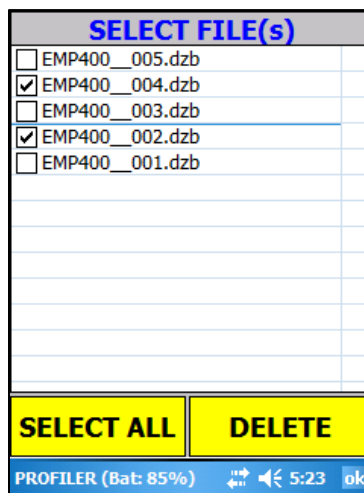 SELECT FILE(s)
EMP400__005.dzb
EMP400__004.dzb
EMP400__003.dzb
EMP400__002.dzb
EMP400__001.dzb
SELECT ALL DELETE
PROFILER (Bat: 85%) 5:23 ok